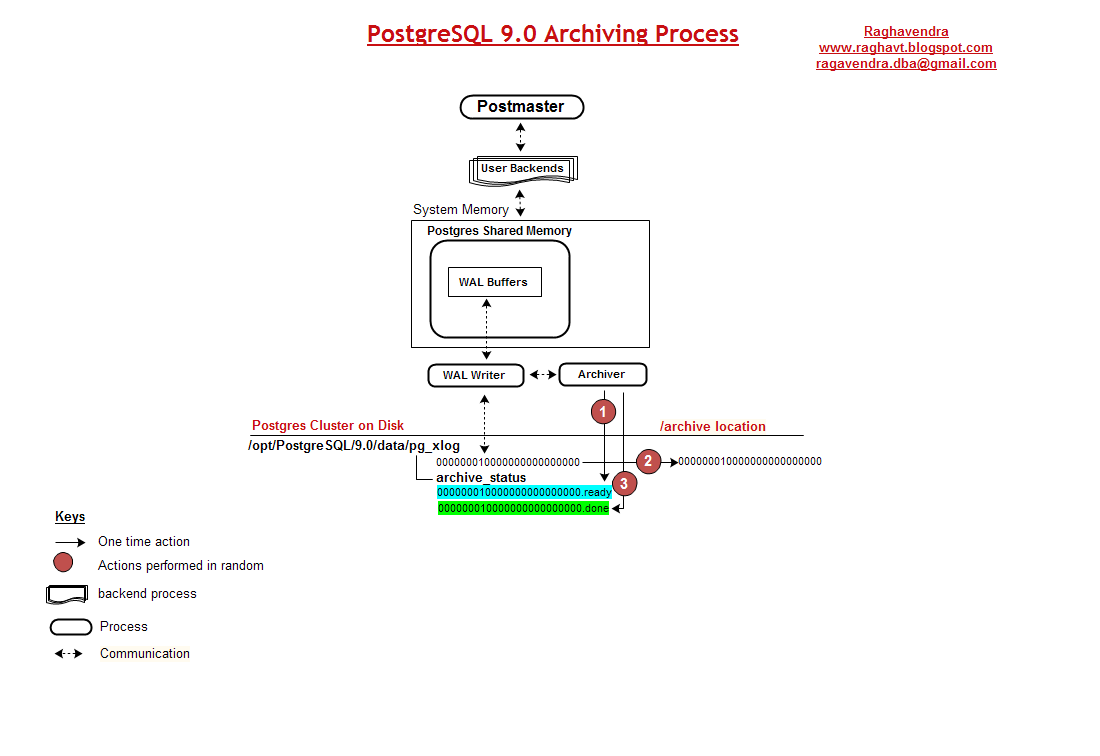 PostgreSQL 9.0 Archiving Process
Raghavendra
www.raghavt.blogspot.com
ragavendra.dba@gmail.com
Postmaster
User Backends
System Memory
Postgres Shared Memory
WAL Buffers
WAL Writer
Archiver
1
Postgres Cluster on Disk
/archive location
/opt/PostgreSQL/9.0/data/pg_xlog
000000010000000000000000
2
000000010000000000000000
archive_status
3
000000010000000000000000.ready
000000010000000000000000.done
Keys
One time action
Actions performed in random
backend process
Process
Communication